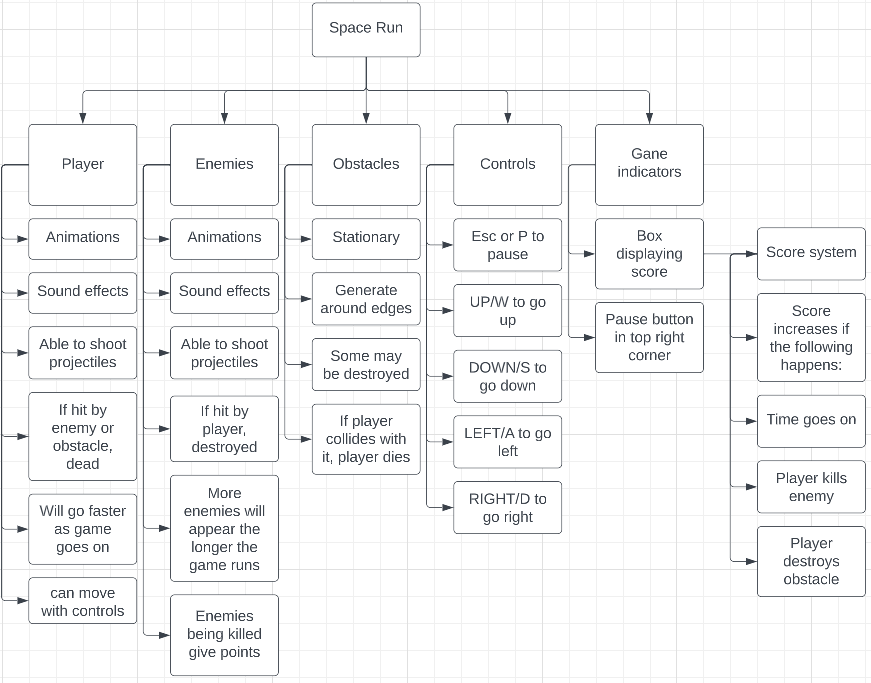 Space Run
Player
Animations
Sound effects
Able to shoot
projectiles
If hit by
enemy or
obstacle,
dead
Will go faster
as game
goes on
can move
with controls
Enemies
Animations
Sound effects
Able to shoot
projectiles
If hit by
player,
destroyed
More
enemies will
appear the
longer the
game runs
Enemies
being killed
give points
Obstacles
Stationary
Generate
around edges
Some may
be destroyed
If player
collides with
it, player dies
Controls
Esc or P to
pause
UP/W to go
up
DOWN/S to
go down
LEFT/A to go
left
RIGHT/D to
go right
Gane
indicators
Box
displaying
score
Pause button
in top right
corner
Score system
Score
increases if
the following
happens:
Time goes on
Player kills
enemy
Player
destroys
obstacle